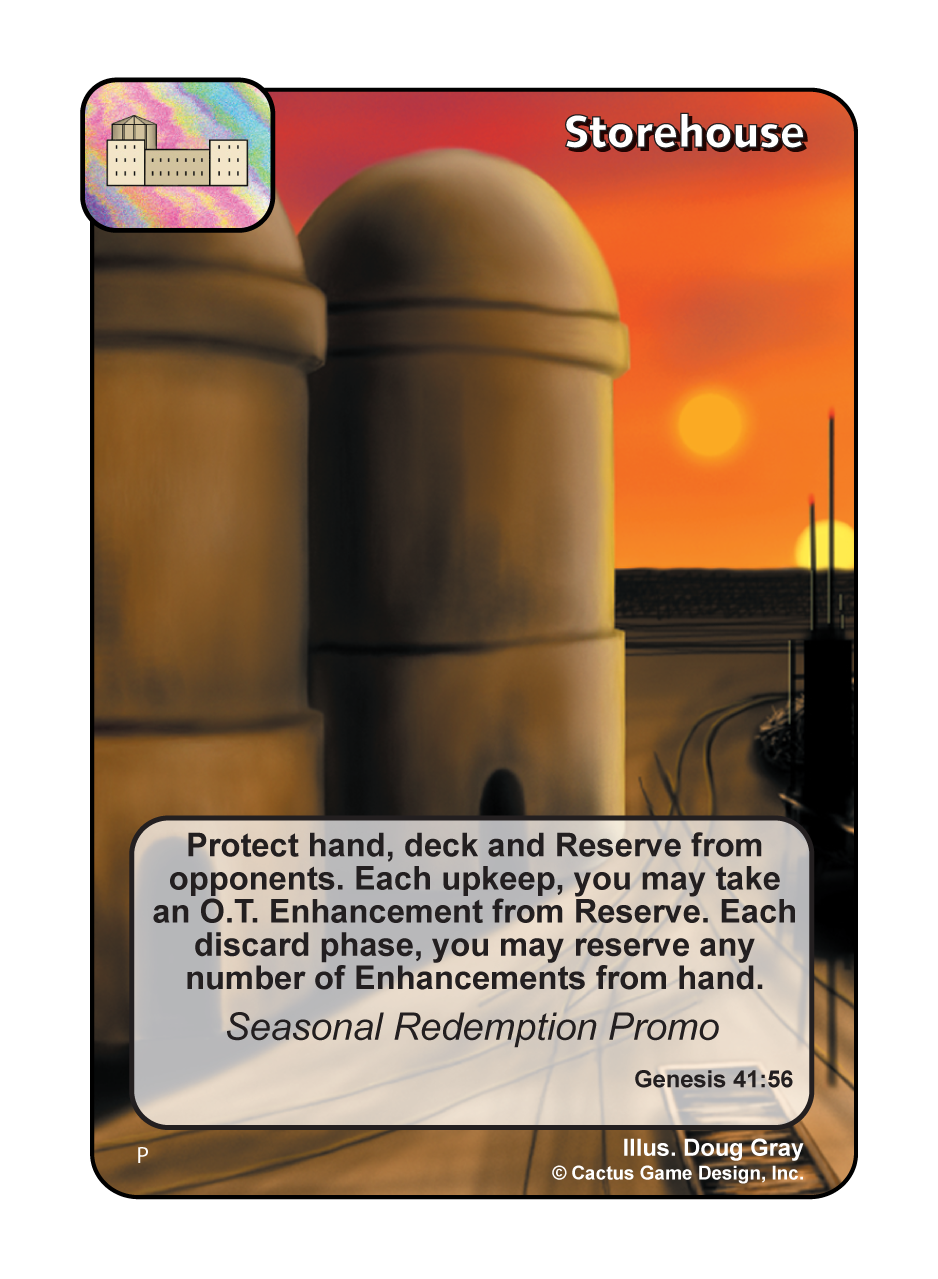 Storehouse
Protect hand, deck and Reserve from
opponents. Each upkeep, you may take
an O.T. Enhancement from Reserve. Each
discard phase, you may reserve any
number of Enhancements from hand.
Seasonal Redemption Promo
Genesis 41:56
P
Illus. Doug Gray
© Cactus Game Design, Inc.